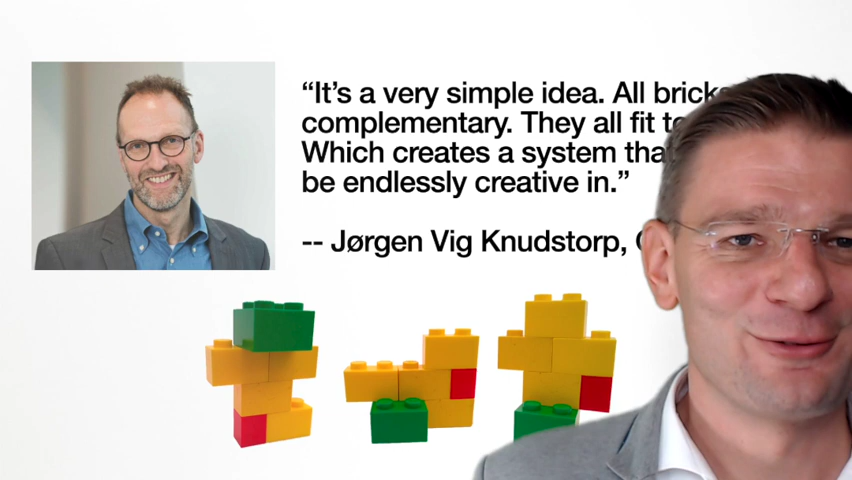 “It’s a very simple idea. All bricks
complementary. They all fit
Which creates a system
be endlessly creative in.”
-- Jørgen Vig Knudstorp,